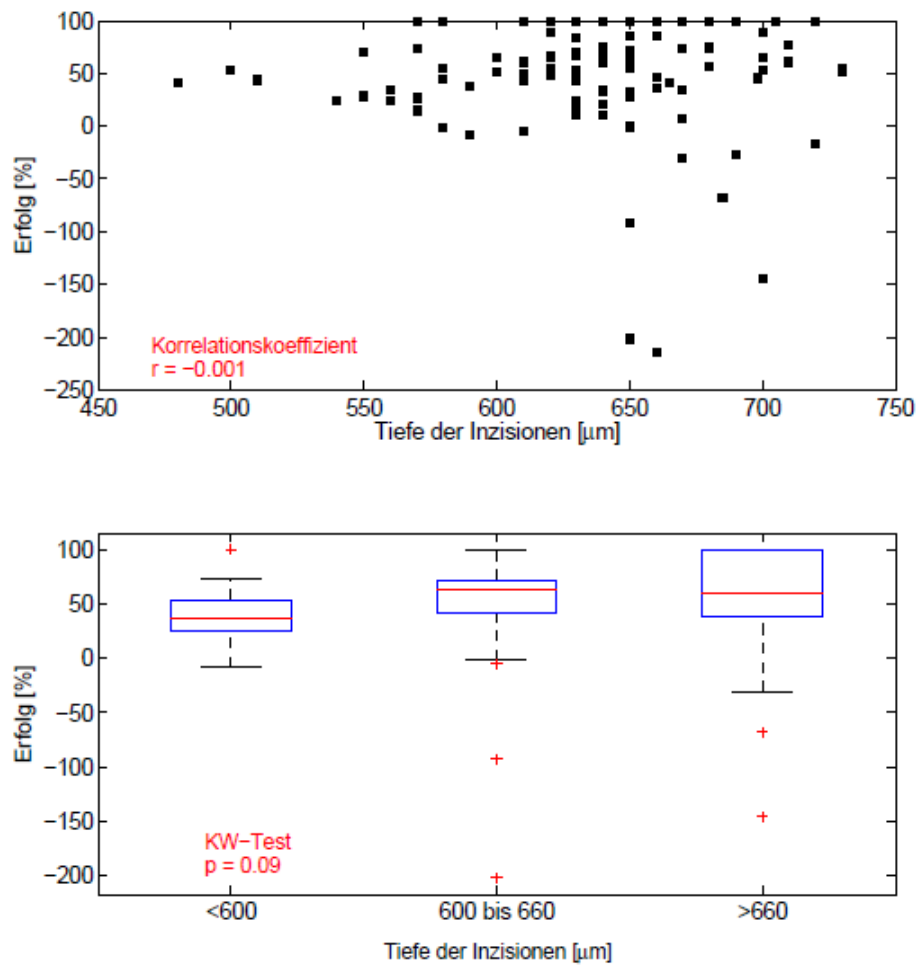 100
50
0
−50
−100
−150
−200
−250
Erfolg [%]
Korrelationskoeffizient
r = −0.001
450 500 550 600 650 700 750
Tiefe der Inzisionen [μm]
100
50
0
−50
−100
−150
−200
Erfolg [%]
KW−Test
p = 0.09
<600 600 bis 660 >660
Tiefe der Inzisionen [μm]